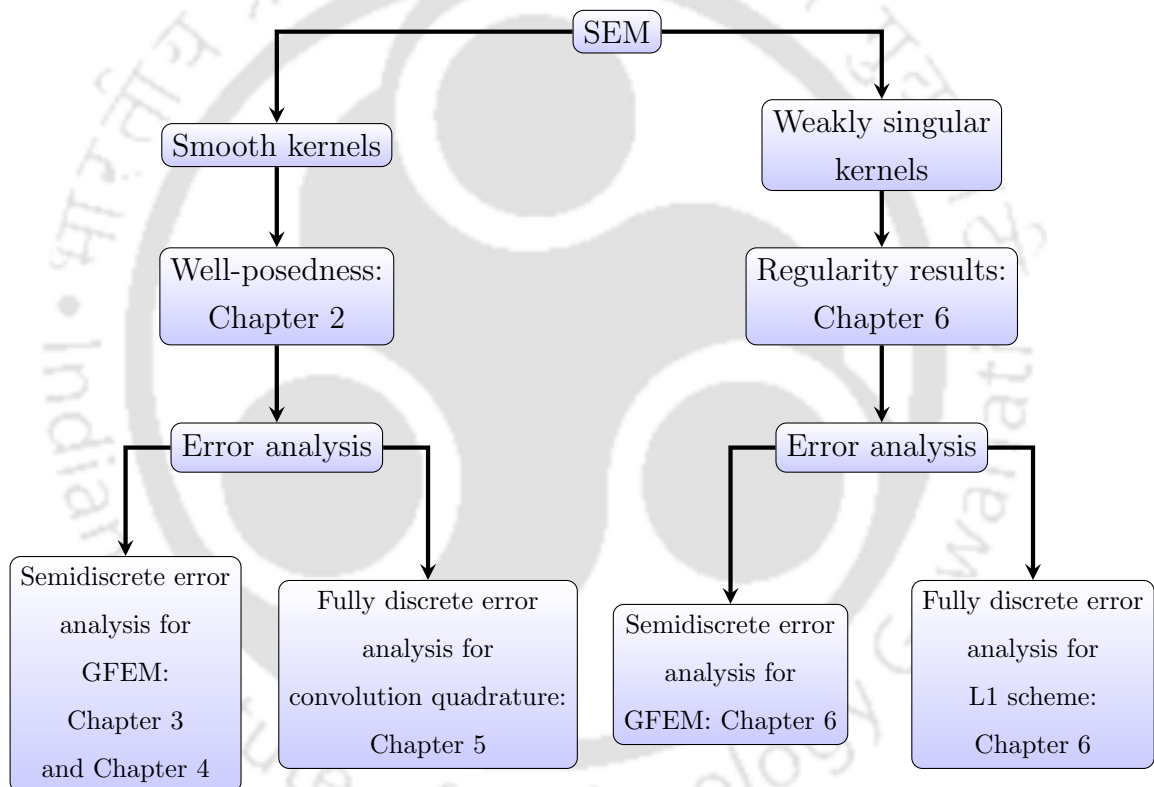 SEM
Smooth kernels
Weakly singular
kernels
Well-posedness:
Chapter 2
Regularity results:
Chapter 6
Error analysis
Error analysis
Semidiscrete error
analysis for
GFEM:
Chapter 3
and Chapter 4
Fully discrete error
analysis for
convolution quadrature:
Chapter 5
Semidiscrete error
analysis for
GFEM: Chapter 6
Fully discrete error
analysis for
L1 scheme:
Chapter 6